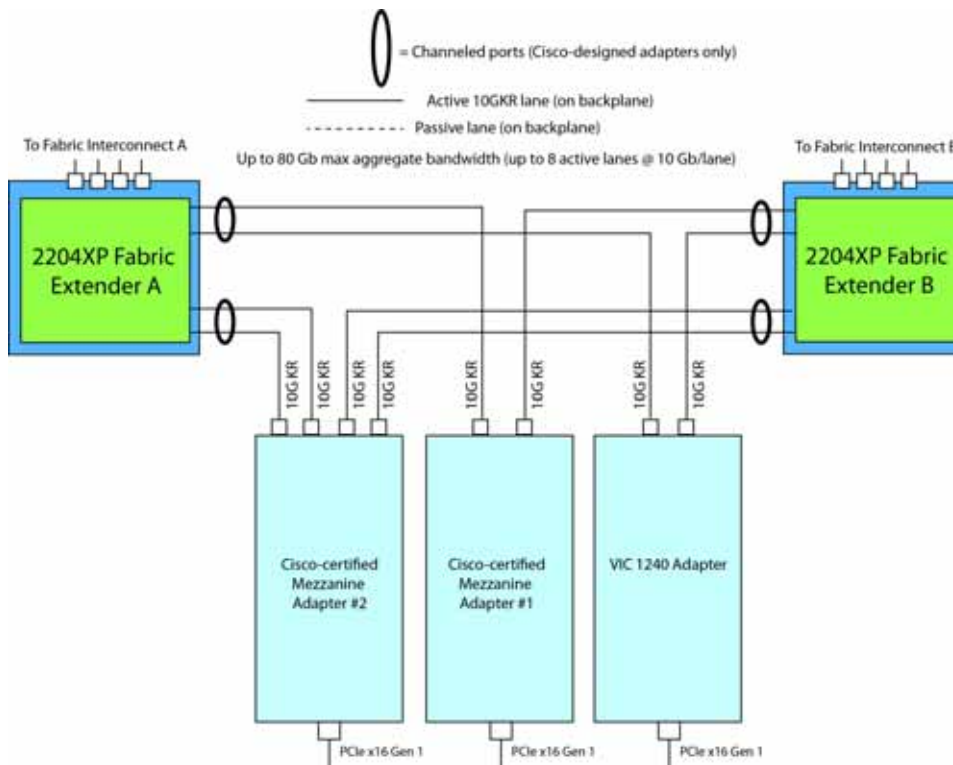 = Channeled ports (Cisco-designed adapters only)
Active 10GKR lane (on backplane)
Passive lane (on backplane)
Up to 80 Gb max aggregate bandwidth (up to 8 active lanes @ 10 Gb/lane)
To Fabric Interconnect A
To Fabric Interconnect B
2204XP Fabric
Extender A
2204XP Fabric
Extender B
10G KR
10G KR
10G KR
10G KR
10G KR
10G KR
10G KR
10G KR
Cisco-certified
Mezzanine
Adapter #2
Cisco-certified
Mezzanine
Adapter #1
VIC 1240 Adapter
PCIe x16 Gen 1
PCIe x16 Gen 1
PCIe x16 Gen 1